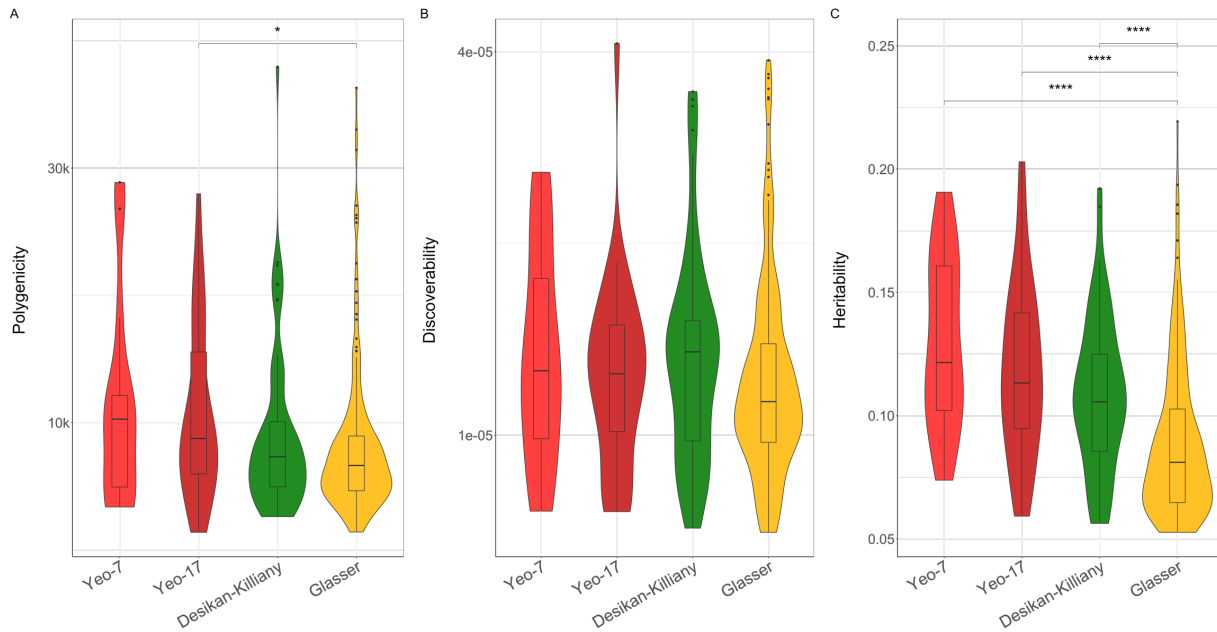 A
Polygenicity
30k
10k
*
Yeo-7
Yeo-17
Desikan-Killiany
Glasser
B
Discoverability
4e-05
1e-05
Yeo-7
Yeo-17
Desikan-Killiany
Glasser
C
Heritability
0.25
0.20
0.15
0.10
0.05
****
****
****
Yeo-7
Yeo-17
Desikan-Killiany
Glasser